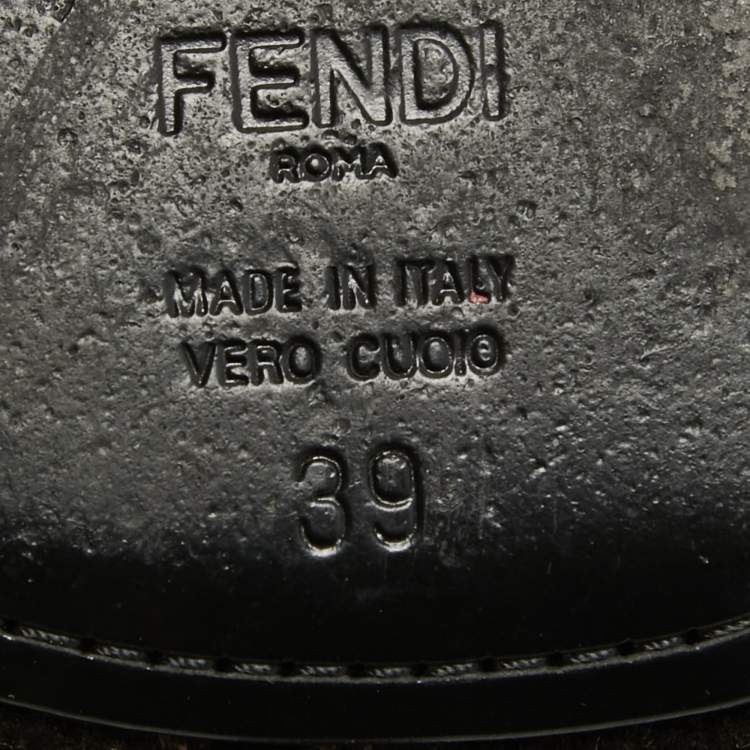 FENDI
ROMA
MADE IN ITALY
VERO CUOIO
39